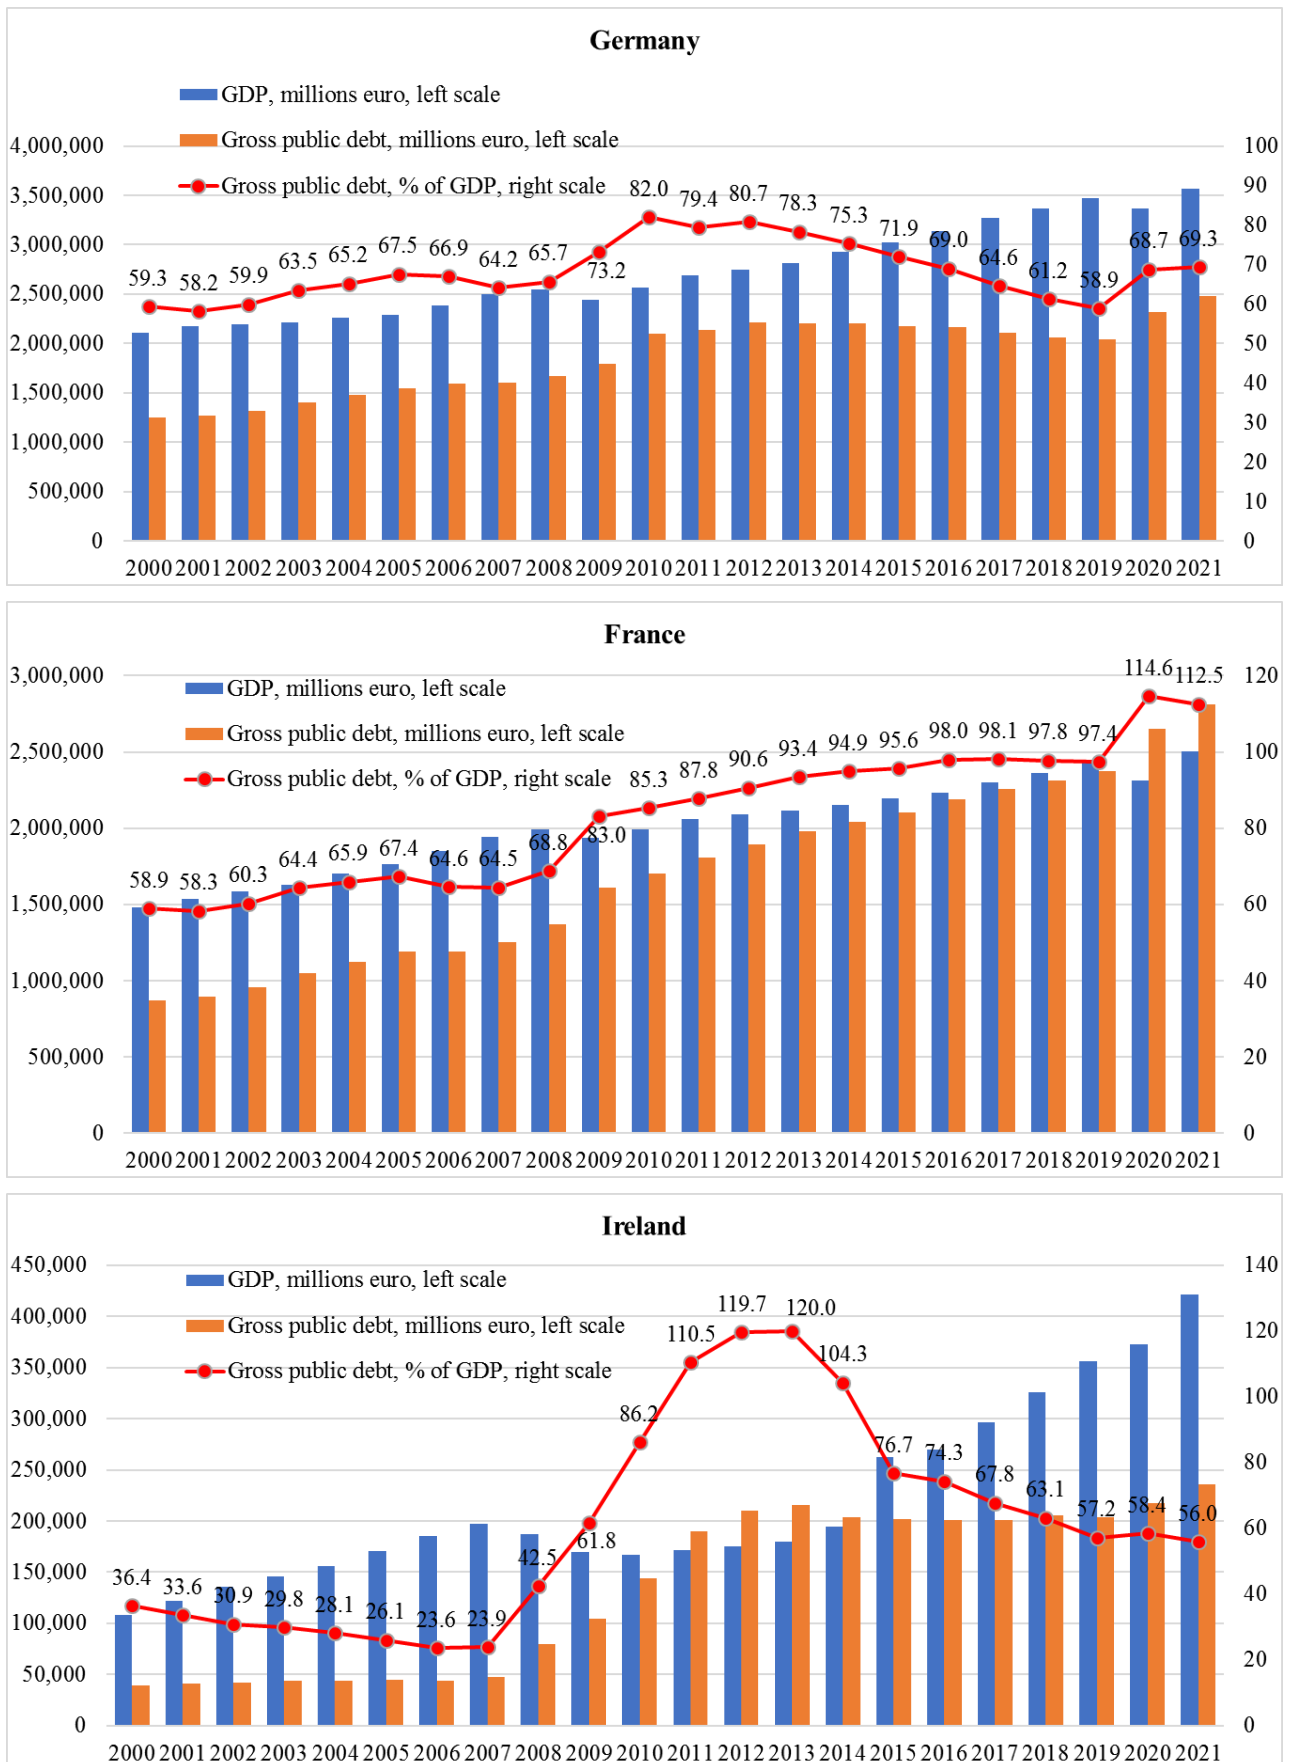 Germany
GDP, millions euro, left scale
Gross public debt, millions euro, left scale
Gross public debt, % of GDP, right scale
4,000,000
3,500,000
3,000,000
2,500,000
2,000,000
1,500,000
1,000,000
500,000
0
100
90
80
70
60
50
40
30
20
10
0
59.3 58.2 59.9 63.5 65.2 67.5 66.9 64.2 65.7 73.2 82.0 79.4 80.7 78.3 75.3 71.9 69.0 64.6 61.2 58.9 68.7 69.3
2000 2001 2002 2003 2004 2005 2006 2007 2008 2009 2010 2011 2012 2013 2014 2015 2016 2017 2018 2019 2020 2021
France
GDP, millions euro, left scale
Gross public debt, millions euro, left scale
Gross public debt, % of GDP, right scale
3,000,000
2,500,000
2,000,000
1,500,000
1,000,000
500,000
0
120
100
80
60
40
20
0
58.9 58.3 60.3 64.4 65.9 67.4 64.6 64.5 68.8 83.0 85.3 87.8 90.6 93.4 94.9 95.6 98.0 98.1 97.8 97.4 114.6 112.5
2000 2001 2002 2003 2004 2005 2006 2007 2008 2009 2010 2011 2012 2013 2014 2015 2016 2017 2018 2019 2020 2021
Ireland
GDP, millions euro, left scale
Gross public debt, millions euro, left scale
Gross public debt, % of GDP, right scale
450,000
400,000
350,000
300,000
250,000
200,000
150,000
100,000
50,000
0
140
120
100
80
60
40
20
0
36.4 33.6 30.9 29.8 28.1 26.1 23.6 23.9 42.5 61.8 86.2 110.5 119.7 120.0 104.3 76.7 74.3 67.8 63.1 57.2 58.4 56.0
2000 2001 2002 2003 2004 2005 2006 2007 2008 2009 2010 2011 2012 2013 2014 2015 2016 2017 2018 2019 2020 2021